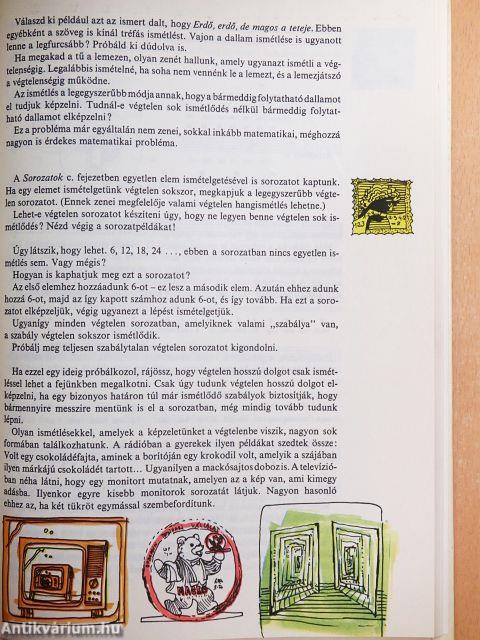 Válaszd ki például azt az ismert dalt, hogy Erdő, erdő, de magos a teteje. Ebben
egyébként a szöveg is kínál tréfás ismétlést. Vajon a dallam ismétlése is ugyanott
lenne a legfurcsább? Próbáld ki dúdolva is.
Ha megakad a tű a lemezen, olyan zenét hallunk, amely ugyanazt ismétli a vég-
telenségig. Legalábbis ismételné, ha soha nem vennénk le a lemezt, és a lemezjátszó
a végtelenségig működne.
Az ismétlés a legegyszerűbb módja annak, hogy a bármeddig folytatható dallamot
el tudjuk képzelni. Tudnál-e végtelen sok ismétlődés nélkül bármeddig folytat-
ható dallamot elképzelni?
Ez a probléma már egyáltalán nem zenei, sokkal inkább matematikai, méghozzá
nagyon is érdekes matematikai probléma.
A Sorozatok c. fejezetben egyetlen elem ismételgetésével is sorozatot kaptunk.
Ha egy elemet ismételgetünk végtelen sokszor, megkapjuk a legegyszerűbb végte-
len sorozatot. (Ennek zenei megfelelője valami végtelen hangismétlés lehetne.)
Lehet-e végtelen sorozatot készíteni úgy, hogy ne legyen benne végtelen sok is-
métlődés? Nézd végig a sorozatpéldákat!
Úgy látszik, hogy lehet. 6, 12, 18, 24 ..., ebben a sorozatban nincs egyetlen is-
métlés sem. Vagy mégis?
Hogyan is kaphatjuk meg ezt a sorozatot?
Az első elemhez hozzáadunk 6-ot – ez lesz a második elem. Azután ehhez adunk
hozzá 6-ot, majd az így kapott számhoz adunk 6-ot, és így tovább. Ha ezt a soro-
zatot elképzeljük, végig ugyanezt a lépést ismételgetjük.
Ugyanígy minden végtelen sorozatban, amelyiknek valami „szabálya” van,
a szabály végtelen sokszor ismétlődik.
Próbálj meg teljesen szabálytalan végtelen sorozatot kigondolni.
Ha ezzel egy ideig próbálkozol, rájössz, hogy végtelen hosszú dolgot csak ismét-
léssel lehet a fejünkben megalkotni. Csak úgy tudunk végtelen hosszú dolgot el-
képzelni, ha egy bizonyos határon túl már ismétlődő szabályok biztosítják, hogy
bármennyire messzire mentünk is el a sorozatban, még mindig tovább tudunk
lépni.
Olyan ismétlésekkel, amelyek a képzeletünket a végtelenbe viszik, nagyon sok
formában találkozhatunk. A rádióban a gyerekek ilyen példákat szedtek össze:
Volt egy csokoládéfajta, aminek a borítóján egy krokodil volt, amelyik a szájában
ilyen márkájú csokoládét tartott... Ugyanilyen a mackósajtos doboz is. A televízió-
ban néha látni, hogy egy monitort mutatnak, amelyen az a kép van, ami kimegy
adásba. Ilyenkor egyre kisebb monitorok sorozatát látjuk. Nagyon hasonló
ehhez az, ha két tükröt egymással szembefordítunk.
MACKÓ
Antikvárium.hu